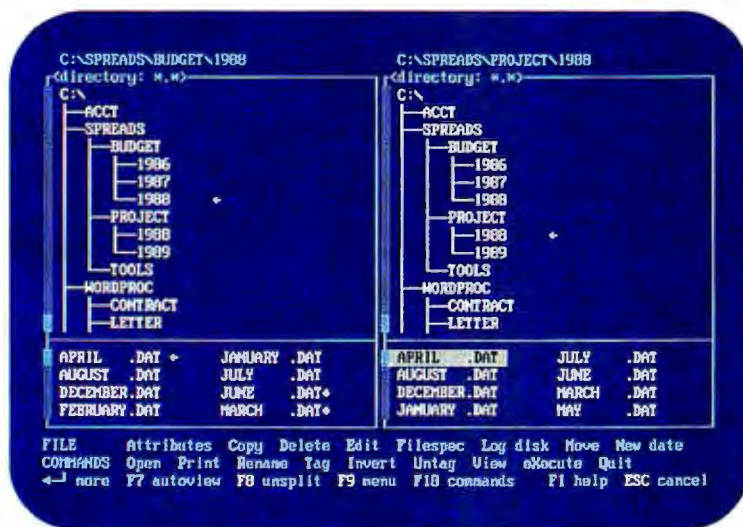 C:\SPREADS\BUDGET\1988
<directory: *.*>
C:\
ACCT
SPREADS
BUDGET
1986
1987
1988
PROJECT
1988
1989
TOOLS
WORDPROC
CONTRACT
LETTER
APRIL .DAT JANUARY .DAT
AUGUST .DAT JULY .DAT
DECEMBER.DAT JUNE .DAT
FEBRUARY.DAT MARCH .DAT
C:\SPREADS\PROJECT\1988
<directory: *.*>
C:\
ACCT
SPREADS
BUDGET
1986
1987
1988
PROJECT
1988
1989
TOOLS
WORDPROC
CONTRACT
LETTER
APRIL .DAT JULY .DAT
AUGUST .DAT JUNE .DAT
DECEMBER.DAT MARCH .DAT
JANUARY .DAT MAY .DAT
FILE Attributes Copy Delete Edit Filespec Log disk Move New date
COMMANDS Open Print Rename Tag Invert Untag View eXecute Quit
more F7 autoview F8 unsplit F9 menu F10 commands F1 help ESC cancel